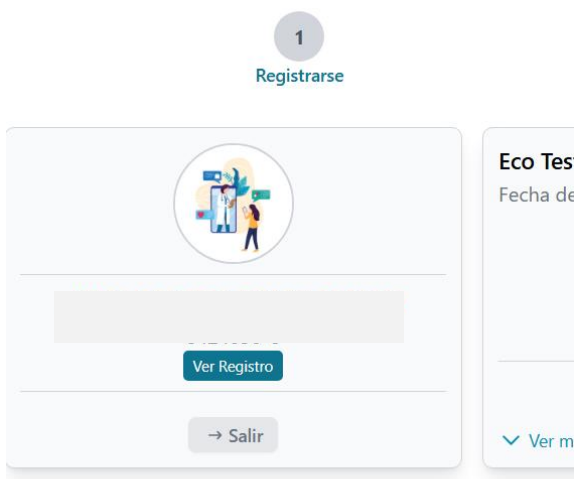 1
Registrarse
Eco Tes
Fecha de
Ver Registro
→ Salir
Ver m